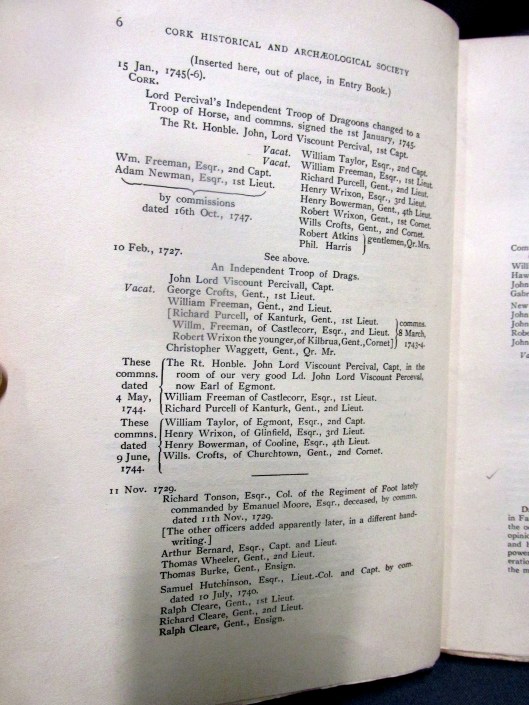 6
CORK HISTORICAL AND ARCHÆOLOGICAL SOCIETY
(Inserted here, out of place, in Entry Book.)
15 Jan., 1745(-6).
CORK.
Lord Percival's Independent Troop of Dragoons changed to a
Troop of Horse, and commns. signed the 1st January, 1745.
The Rt. Honble. John, Lord Viscount Percival, 1st Capt.
Vacat. William Taylor, Esqr., 2nd Capt.
Vacat. William Freeman, Esqr., 1st Lieut.
Wm. Freeman, Esqr., 2nd Capt.
Adam Newman, Esqr., 1st Lieut.
by commissions
dated 16th Oct., 1747.
Richard Purcell, Gent., 2nd Lieut.
Henry Wrixon, Esqr., 3rd Lieut.
Henry Bowerman, Gent., 4th Lieut.
Robert Wrixon, Gent., 1st Cornet.
Wills Crofts, Gent., 2nd Cornet.
Robert Atkins
Phil. Harris } gentlemen, Qr. Mrs.
10 Feb., 1727.
See above.
An Independent Troop of Drags.
John Lord Viscount Percivall, Capt.
Vacat. George Crofts, Gent., 1st Lieut.
William Freeman, Gent., 2nd Lieut.
[Richard Purcell, of Kanturk, Gent., 1st Lieut.
Willm. Freeman, of Castlecorr, Esqr., 2nd Lieut.
Robert Wrixon the younger, of Kilbrua, Gent., Cornet]
} commns. 8 March, 1743-4.
Christopher Waggett, Gent., Qr. Mr.
These commns. dated 4 May, 1744.
{ The Rt. Honble. John Lord Viscount Percival, Capt. in the
room of our very good Ld. John Lord Viscount Percival,
now Earl of Egmont.
William Freeman of Castlecorr, Esqr., 1st Lieut.
Richard Purcell of Kanturk, Gent., 2nd Lieut.
These commns. dated 9 June, 1744.
{ William Taylor, of Egmont, Esqr., 2nd Capt.
Henry Wrixon, of Glinfield, Esqr., 3rd Lieut.
Henry Bowerman, of Cooline, Esqr., 4th Lieut.
Wills. Crofts, of Churchtown, Gent., 2nd Cornet.
11 Nov. 1729.
Richard Tonson, Esqr., Col. of the Regiment of Foot lately
commanded by Emanuel Moore, Esqr., deceased, by commn.
dated 11th Nov., 1729.
[The other officers added apparently later, in a different hand-
writing.]
Arthur Bernard, Esqr., Capt. and Lieut.
Thomas Wheeler, Gent., 2nd Lieut.
Thomas Burke, Gent., Ensign.
Samuel Hutchinson, Esqr., Lieut.-Col. and Capt. by com.
dated 10 July, 1740.
Ralph Cleare, Gent., 1st Lieut.
Richard Cleare, Gent., 2nd Lieut.
Ralph Cleare, Gent., Ensign.